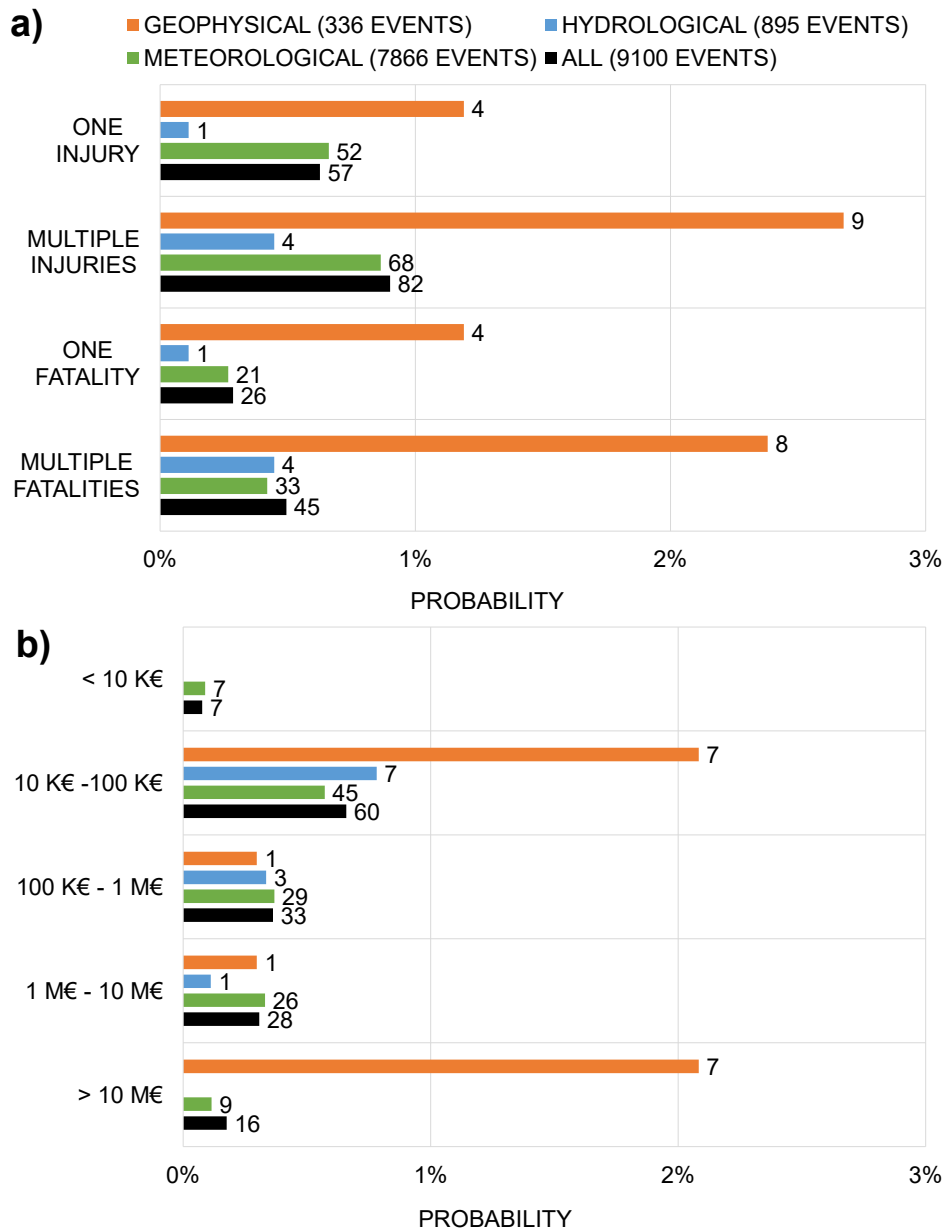 a)
GEOPHYSICAL (336 EVENTS) HYDROLOGICAL (895 EVENTS)
METEOROLOGICAL (7866 EVENTS) ALL (9100 EVENTS)
ONE
INJURY
4
1
52
57
MULTIPLE
INJURIES
9
4
68
82
ONE
FATALITY
4
1
21
26
MULTIPLE
FATALITIES
8
4
33
45
0% 1% 2% 3%
PROBABILITY
b)
< 10 K€
7
7
10 K€ -100 K€
7
7
45
60
100 K€ - 1 M€
1
3
29
33
1 M€ - 10 M€
1
1
26
28
> 10 M€
7
9
16
0% 1% 2% 3%
PROBABILITY